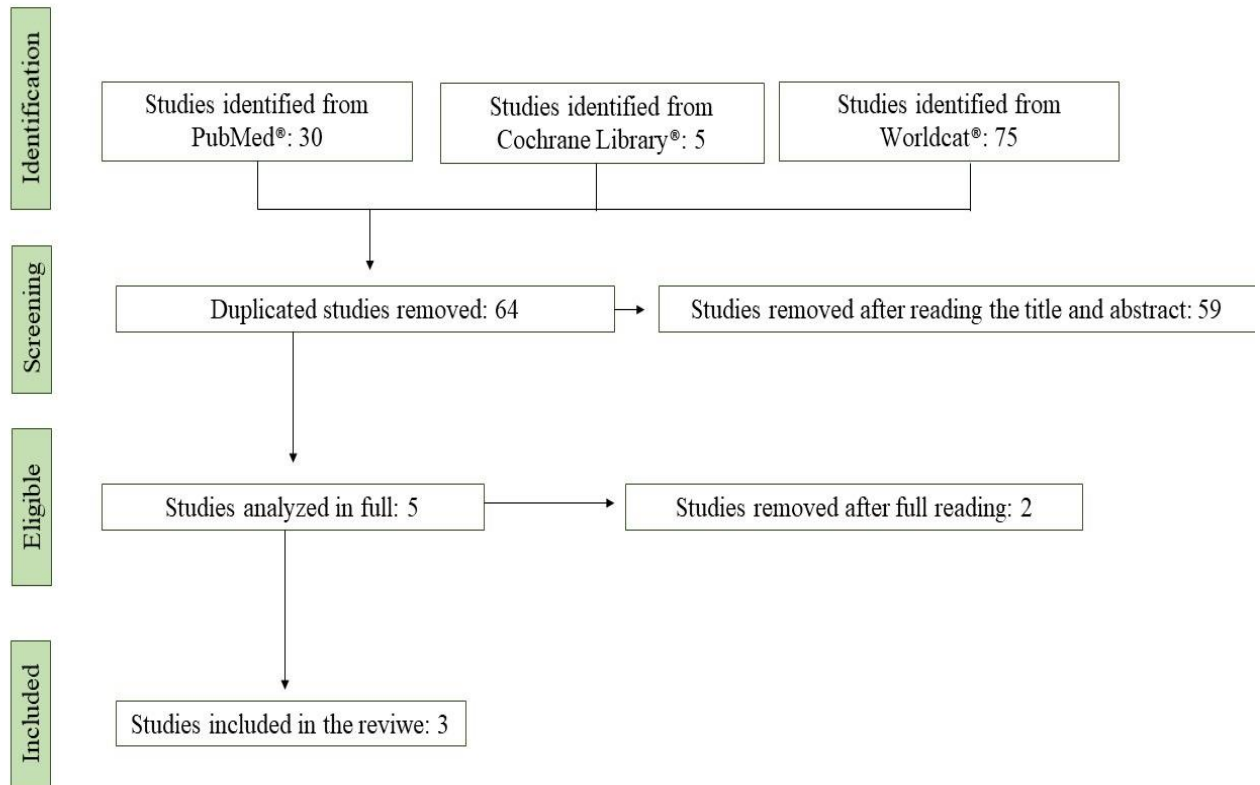 Identification
Studies identified from
PubMed®: 30
Studies identified from
Cochrane Library®: 5
Studies identified from
Worldcat®: 75
Screening
Duplicated studies removed: 64
Studies removed after reading the title and abstract: 59
Eligible
Studies analyzed in full: 5
Studies removed after full reading: 2
Included
Studies included in the reviwe: 3